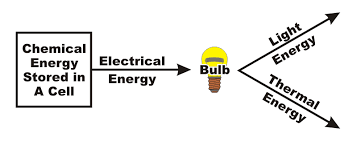 Chemical
Energy
Stored in
A Cell
Electrical
Energy
Bulb
Light
Energy
Thermal
Energy